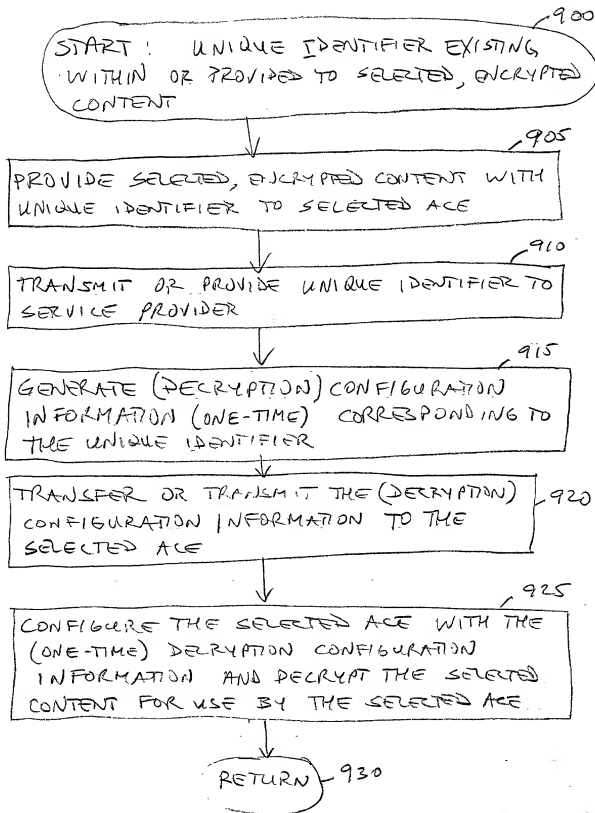 900
START: UNIQUE IDENTIFIER EXISTING
WITHIN OR PROVIDED TO SELECTED, ENCRYPTED
CONTENT
905
PROVIDE SELECTED, ENCRYPTED CONTENT WITH
UNIQUE IDENTIFIER TO SELECTED ACE
910
TRANSMIT OR PROVIDE UNIQUE IDENTIFIER TO
SERVICE PROVIDER
915
GENERATE (DECRYPTION) CONFIGURATION
INFORMATION (ONE-TIME) CORRESPONDING TO
THE UNIQUE IDENTIFIER
TRANSFER OR TRANSMIT THE (DECRYPTION)
CONFIGURATION INFORMATION TO THE
SELECTED ACE
920
925
CONFIGURE THE SELECTED ACE WITH THE
(ONE-TIME) DECRYPTION CONFIGURATION
INFORMATION AND DECRYPT THE SELECTED
CONTENT FOR USE BY THE SELECTED ACE.
RETURN
930